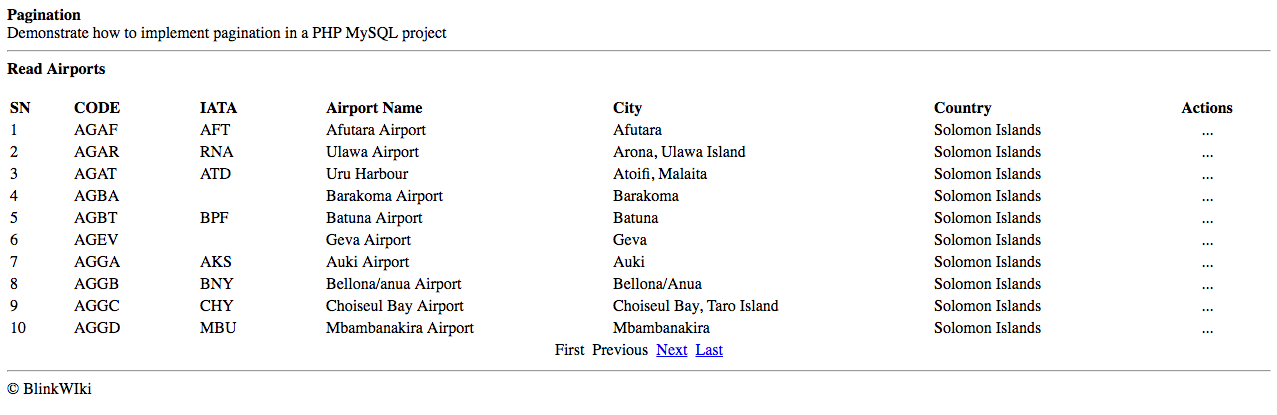 Pagination
Demonstrate how to implement pagination in a PHP MySQL project
Read Airports
SN CODE IATA Airport Name City Country Actions
1 AGAF AFT Afutara Airport Afutara Solomon Islands ...
2 AGAR RNA Ulawa Airport Arona, Ulawa Island Solomon Islands ...
3 AGAT ATD Uru Harbour Atoifi, Malaita Solomon Islands ...
4 AGBA Barakoma Airport Barakoma Solomon Islands ...
5 AGBT BPF Batuna Airport Batuna Solomon Islands ...
6 AGEV Geva Airport Geva Solomon Islands ...
7 AGGA AKS Auki Airport Auki Solomon Islands ...
8 AGGB BNY Bellona/anua Airport Bellona/Anua Solomon Islands ...
9 AGGC CHY Choiseul Bay Airport Choiseul Bay, Taro Island Solomon Islands ...
10 AGGD MBU Mbambanakira Airport Mbambanakira Solomon Islands ...
First Previous Next Last
© BlinkWIki